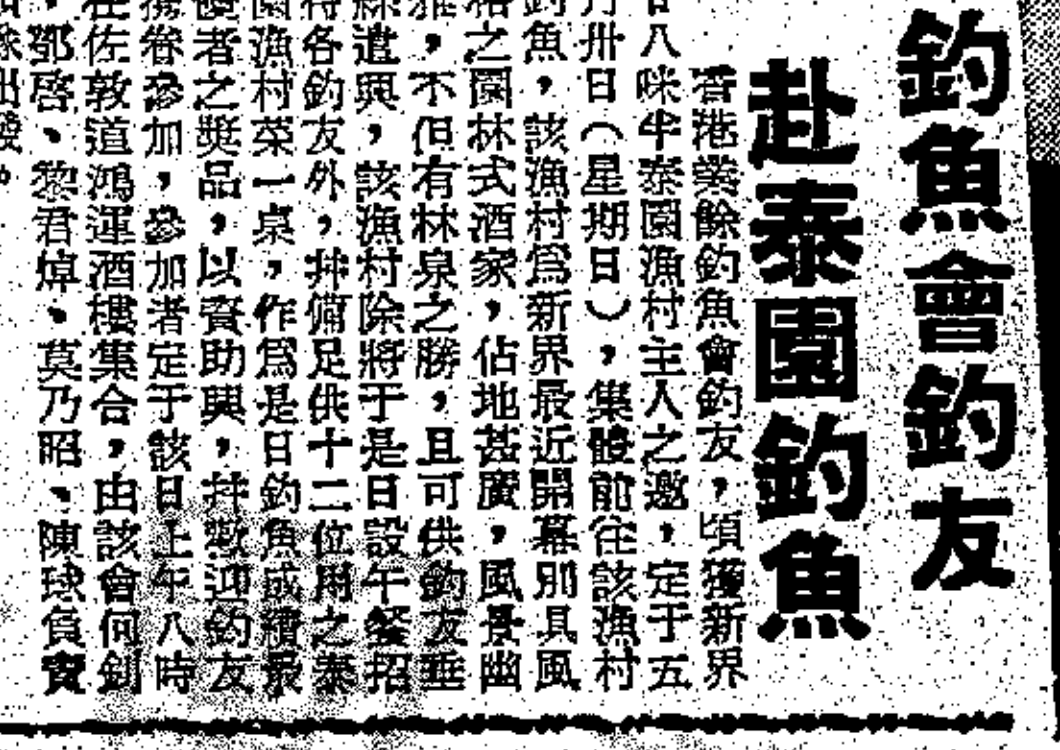 釣魚會釣友
赴泰園釣魚
香港業餘釣魚會釣友，頃獲新界
廿八咪半泰園漁村主人之邀，定于五
月卅日（星期日），集體前往該漁村
釣魚，該漁村爲新界最近開幕別具風
格之園林式酒家，佔地甚廣，風景幽
雅，不但有林泉之勝，且可供釣友垂
綠遣興，該漁村除將于是日設午餐招
待各釣友外，幷備足供十二位用之泰
園漁村菜一桌，作爲是日釣魚成績最
優者之獎品，以資助興，幷歡迎釣友
携眷參加，參加者定于該日上午八時
在佐敦道鴻運酒樓集合，由該會何釗
，鄧啓、黎君焯、莫乃昭、陳球負責
出發。